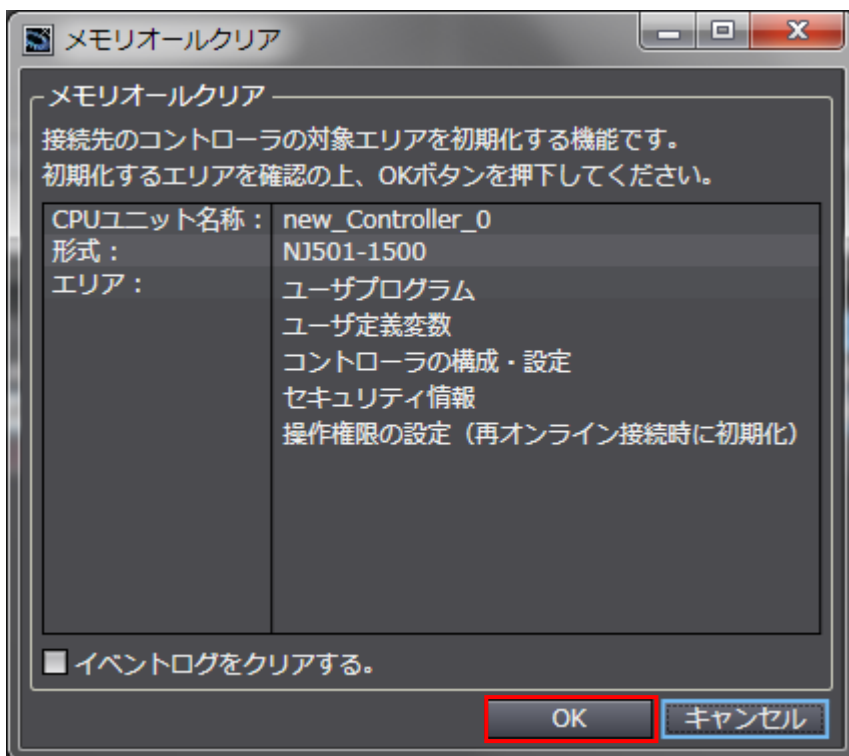 メモリオールクリア
メモリオールクリア
接続先のコントローラの対象エリアを初期化する機能です。
初期化するエリアを確認の上、OKボタンを押下してください。
CPUユニット名称： new_Controller_0
形式： NJ501-1500
エリア： ユーザプログラム
ユーザ定義変数
コントローラの構成・設定
セキュリティ情報
操作権限の設定（再オンライン接続時に初期化）
イベントログをクリアする。
OK キャンセル